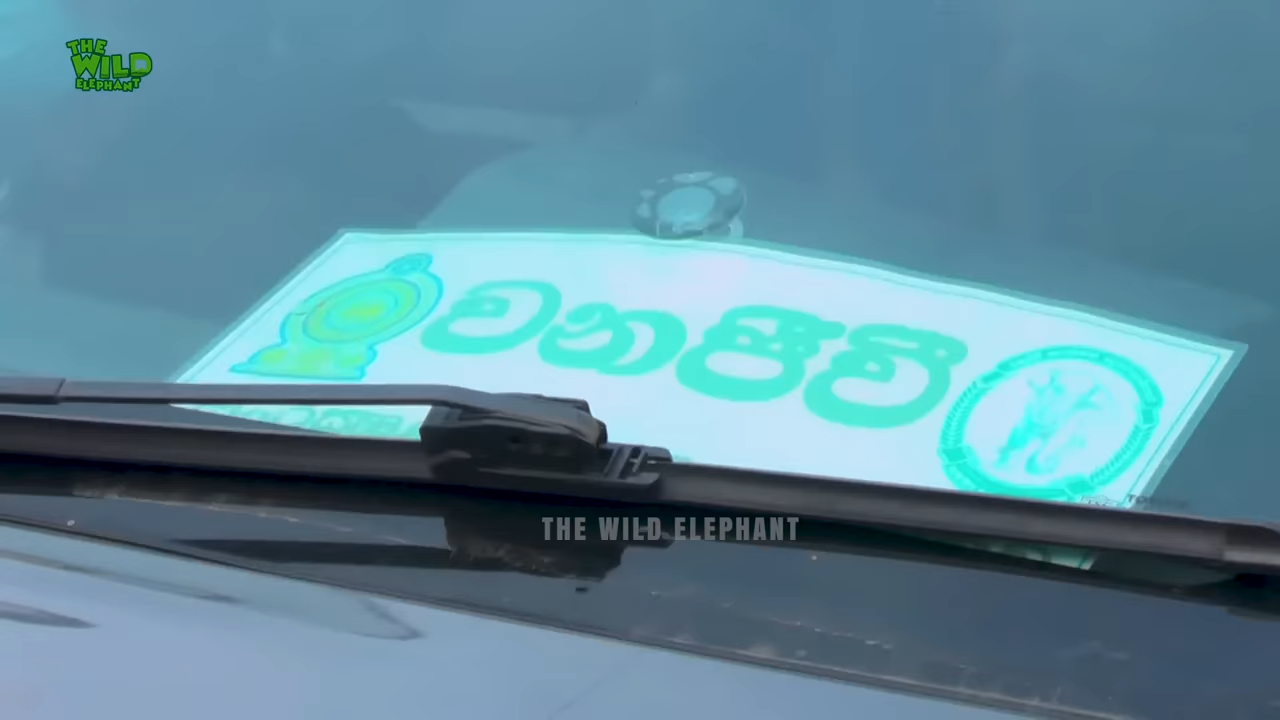 THE
WILD
ELEPHANT
වනජීවී
THE WILD ELEPHANT